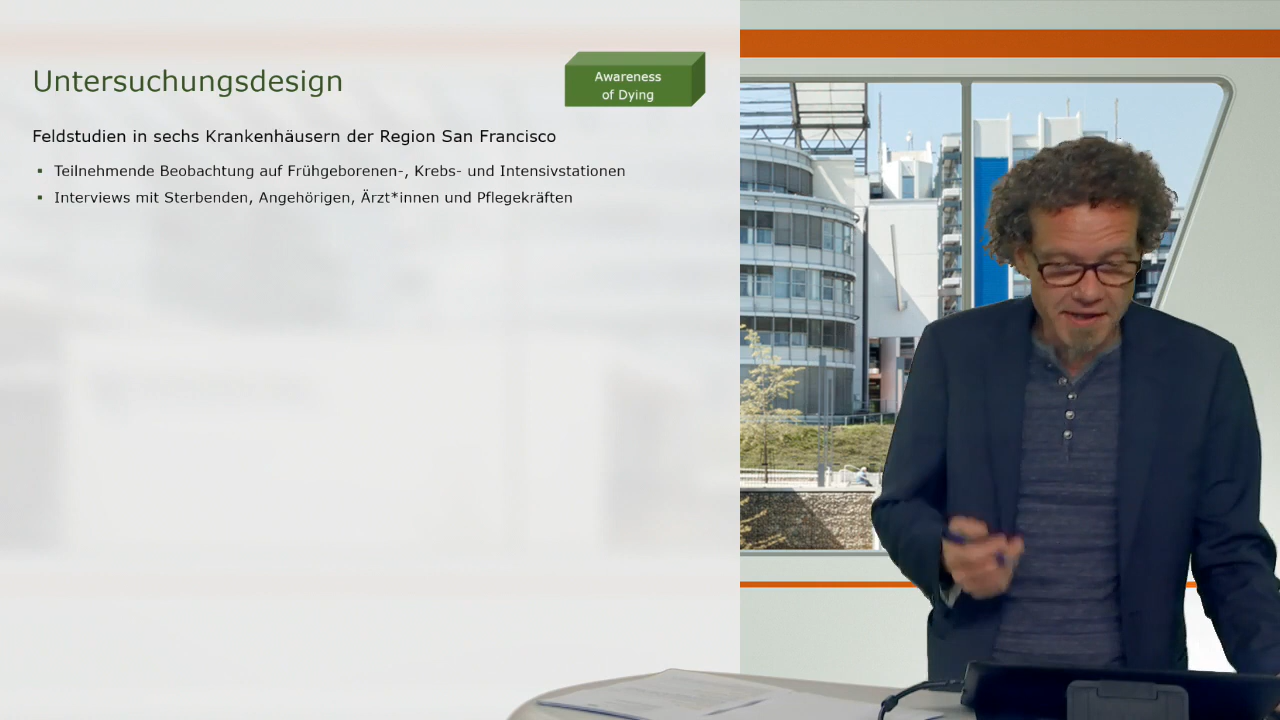 Untersuchungsdesign
Awareness
of Dying
Feldstudien in sechs Krankenhäusern der Region San Francisco
▪ Teilnehmende Beobachtung auf Frühgeborenen-, Krebs- und Intensivstationen
▪ Interviews mit Sterbenden, Angehörigen, Ärzt*innen und Pflegekräften